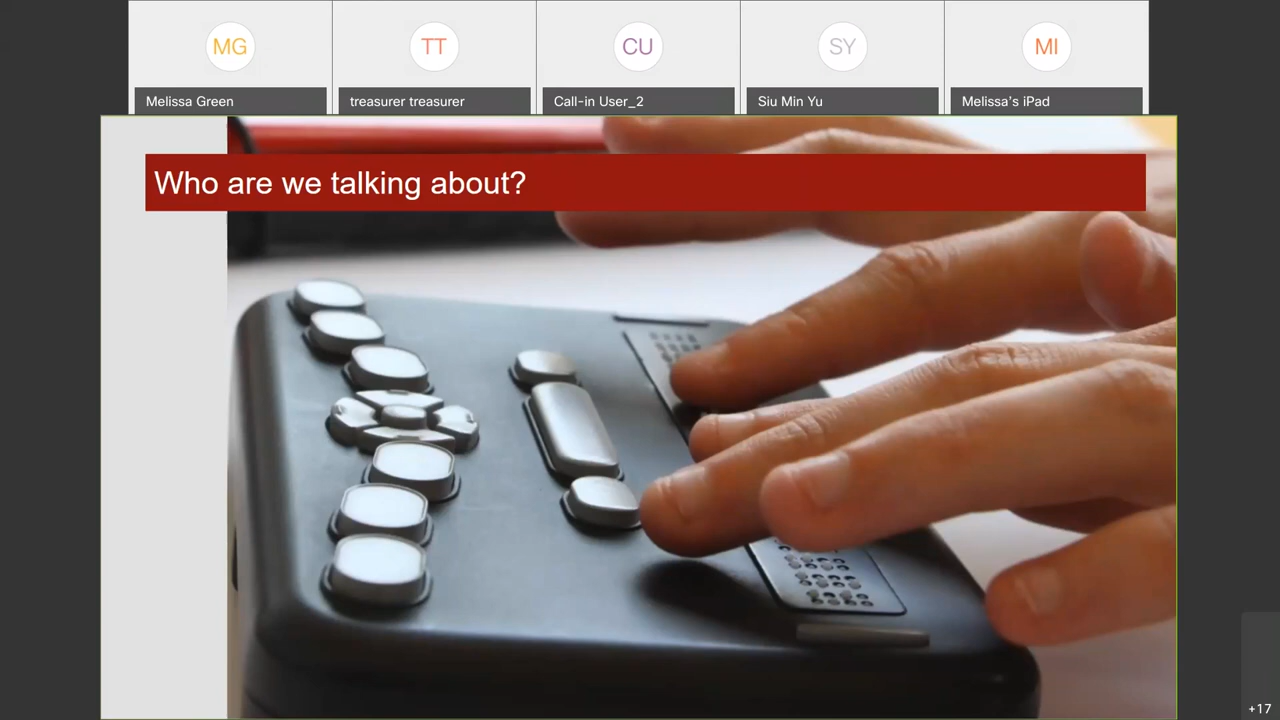 MG
TT
CU
SY
MI
Melissa Green
treasurer treasurer
Call-in User_2
Siu Min Yu
Melissa's iPad
Who are we talking about?
+17